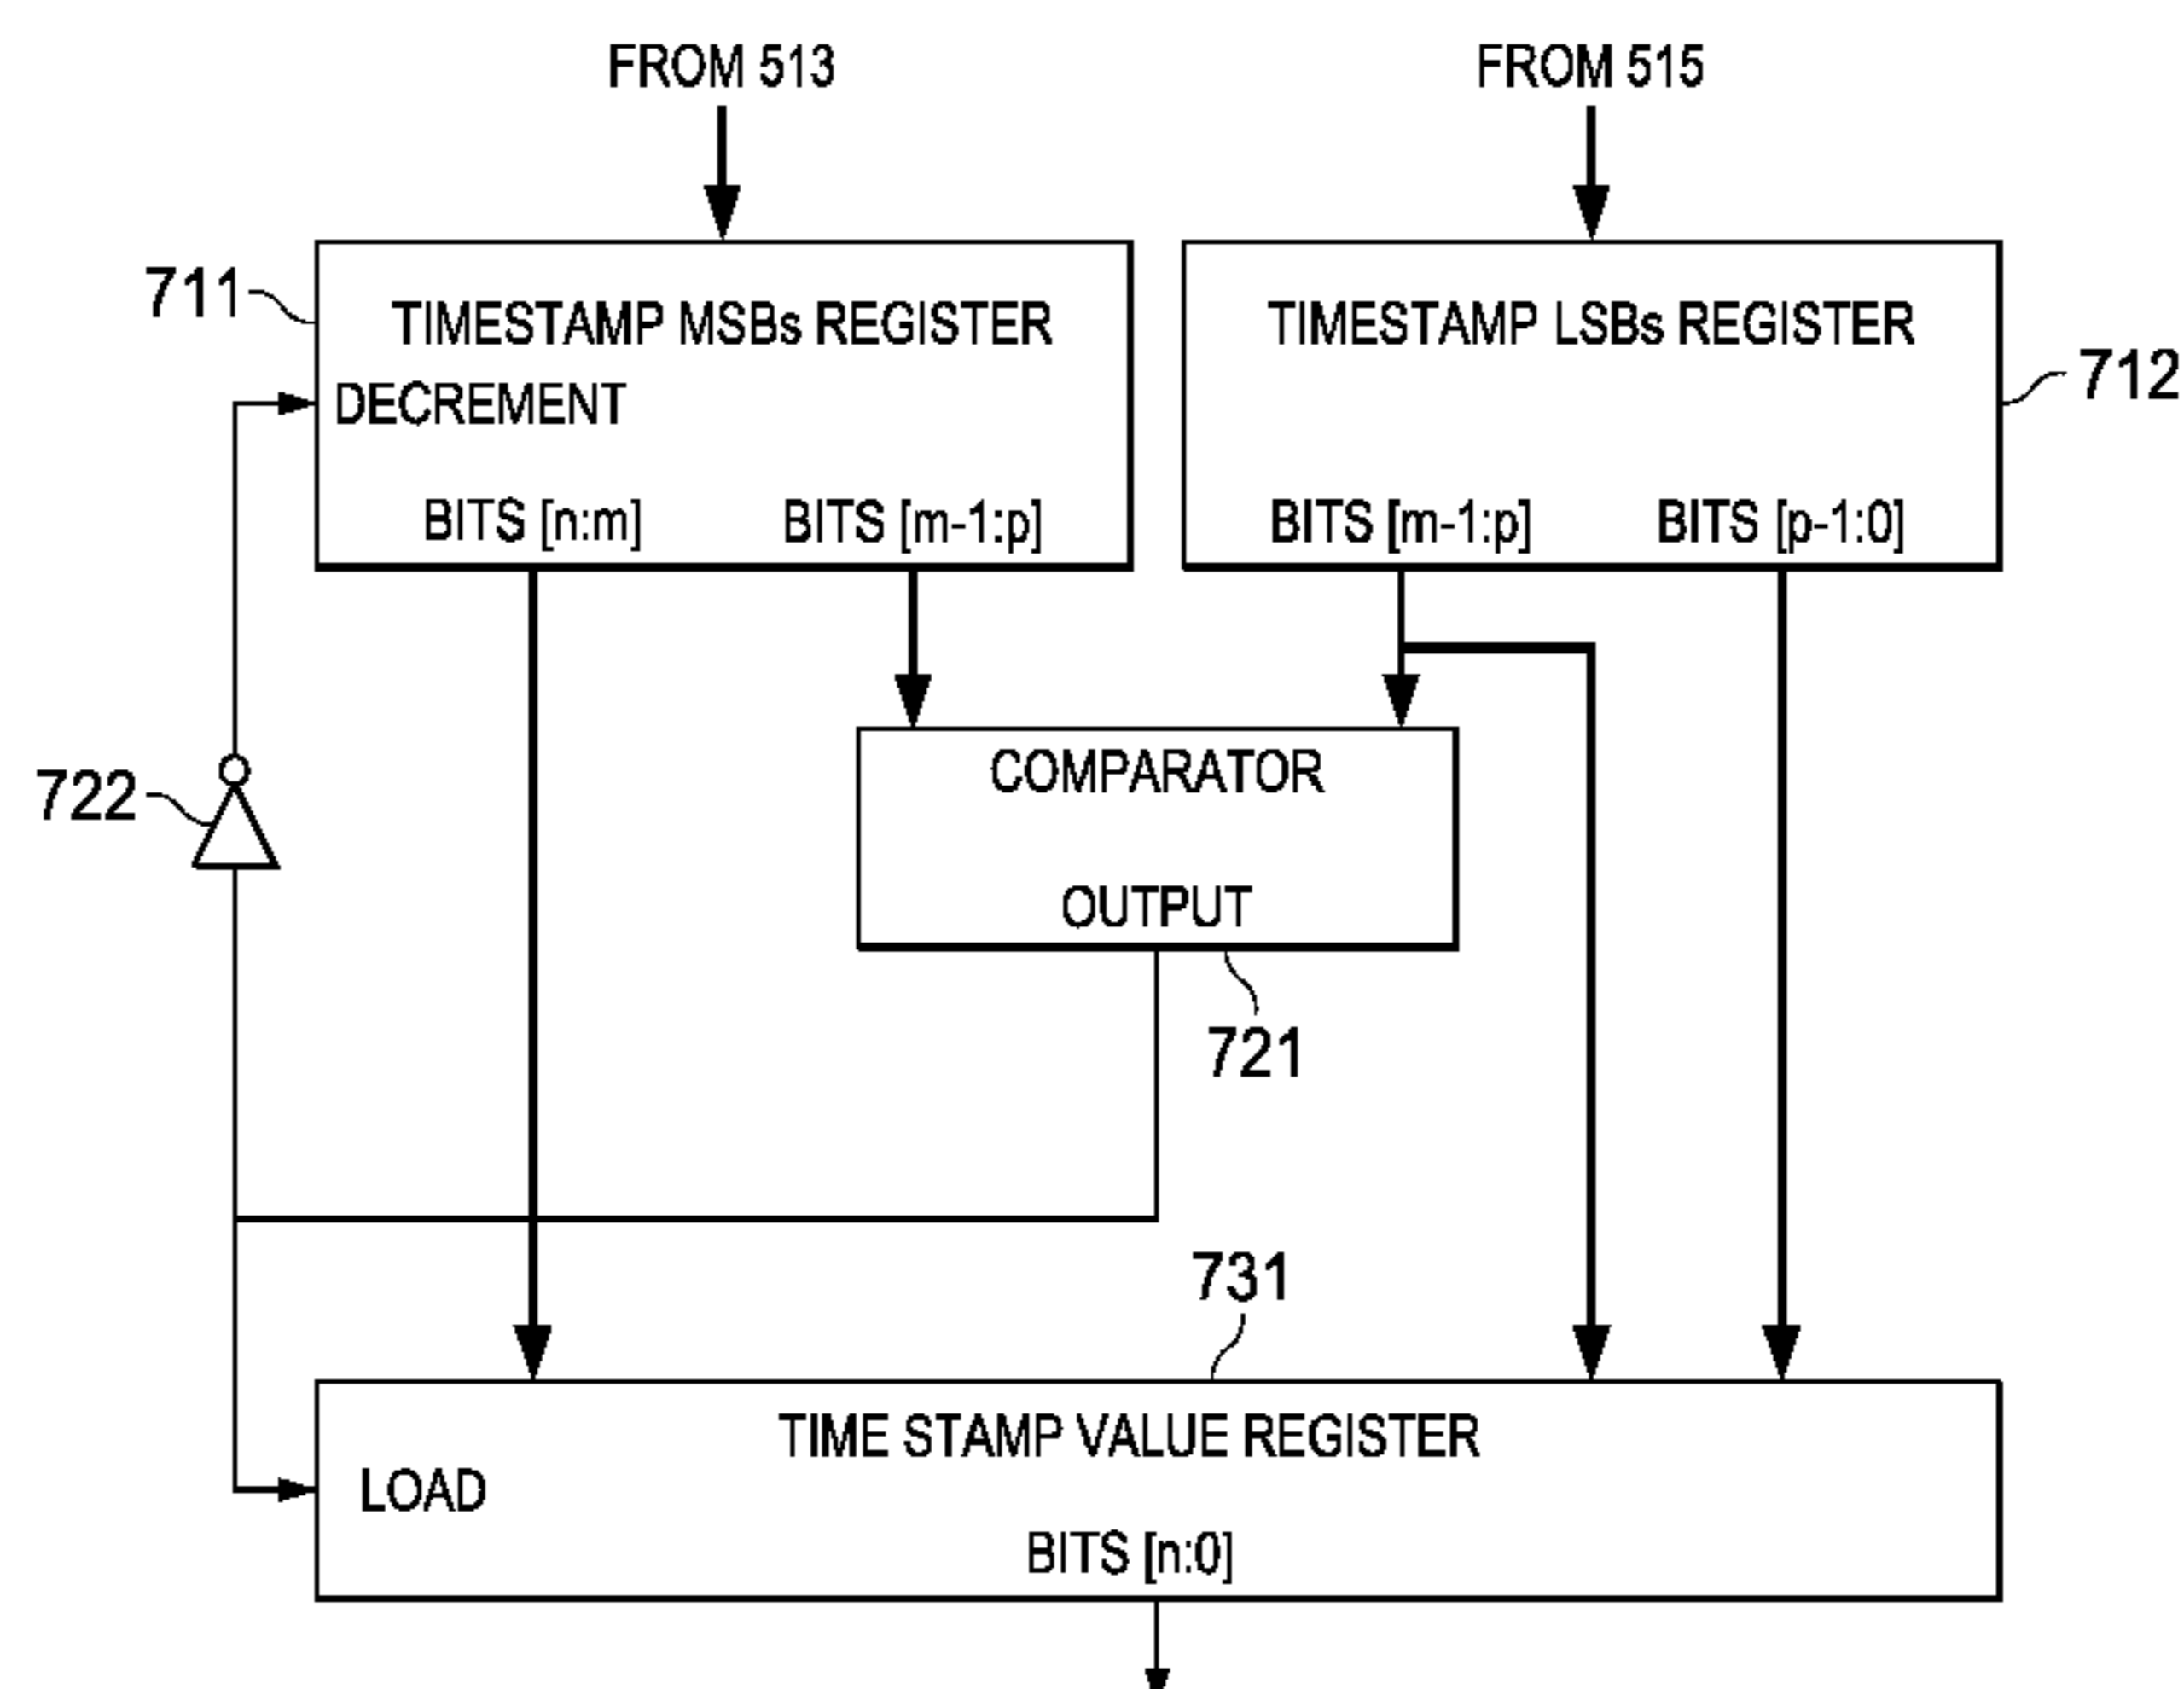 FROM 513
FROM 515
711
TIMESTAMP MSBs REGISTER
DECREMENT
BITS [n:m]
BITS [m-1:p]
TIMESTAMP LSBs REGISTER
712
BITS [m-1:p]
BITS [p-1:0]
722
COMPARATOR
OUTPUT
721
731
TIME STAMP VALUE REGISTER
LOAD
BITS [n:0]